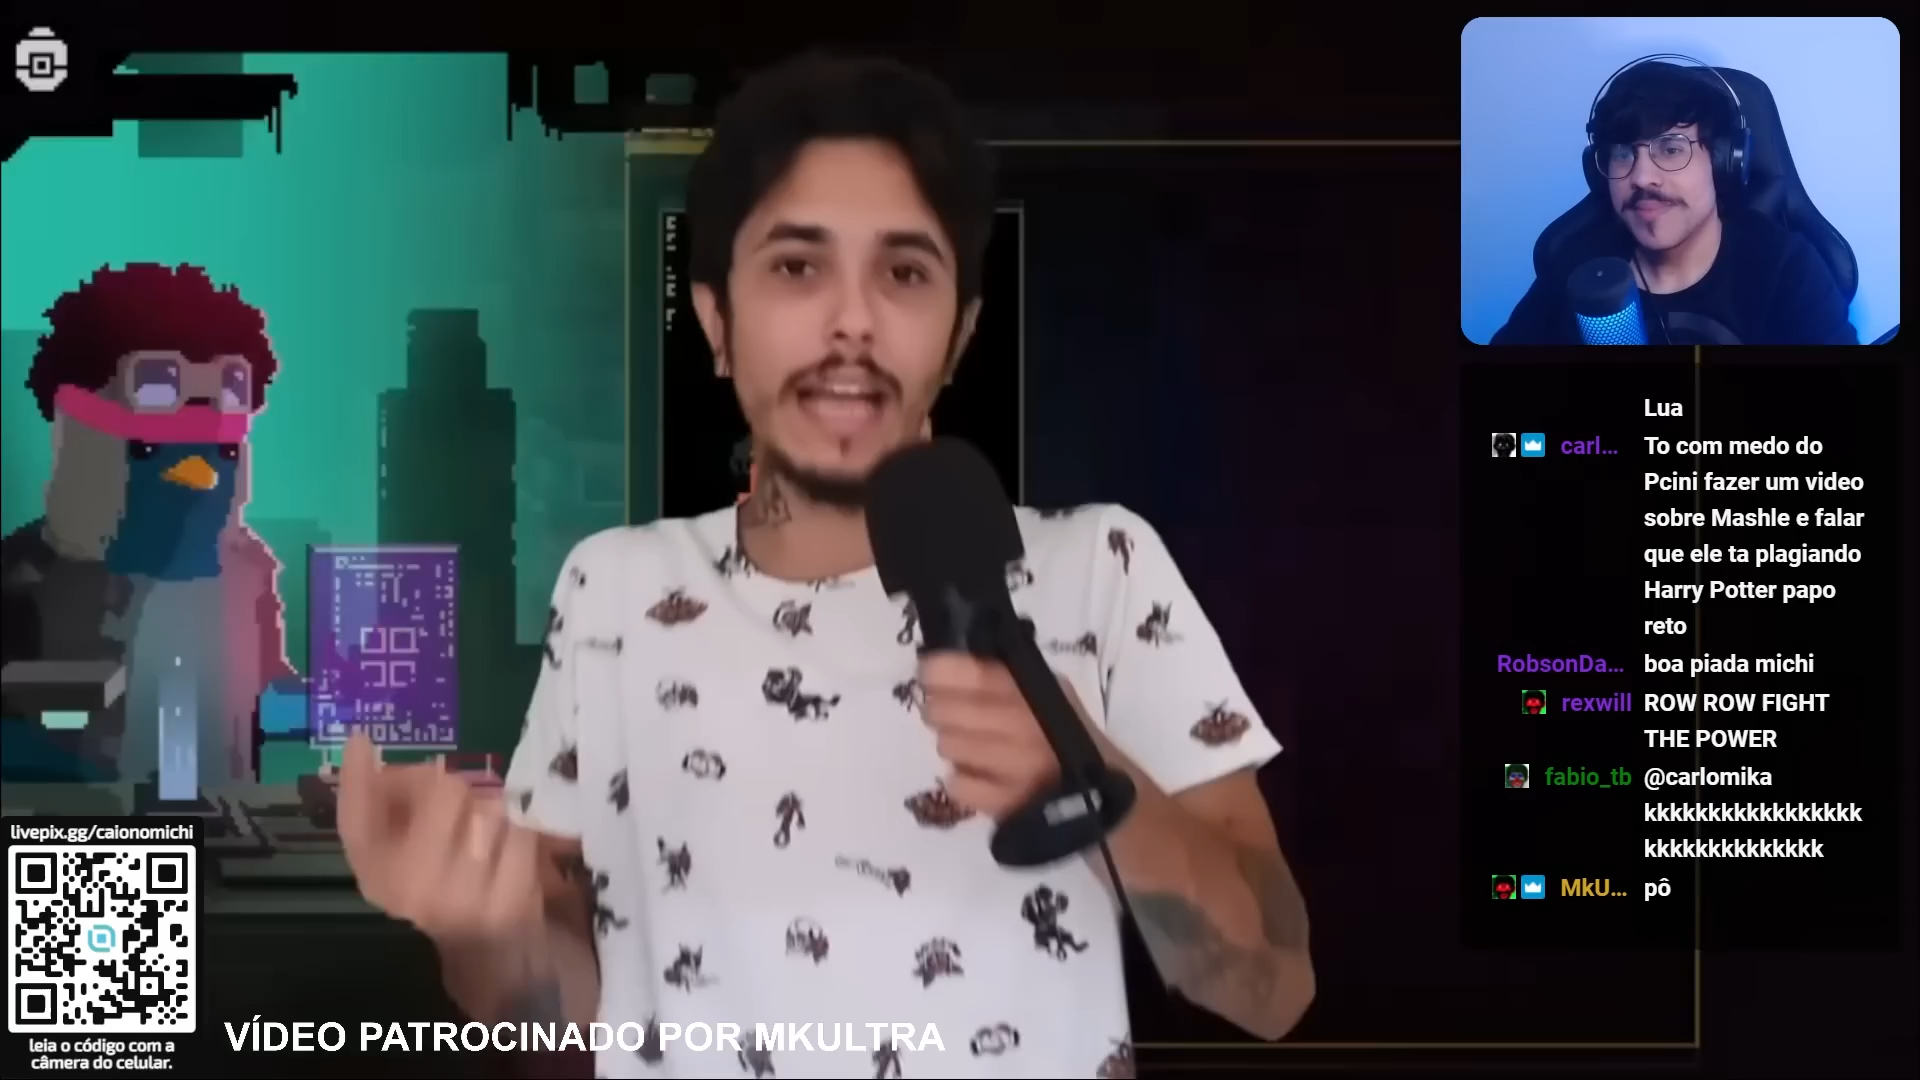 Lua
carl... To com medo do
Pcini fazer um video
sobre Mashle e falar
que ele ta plagiando
Harry Potter papo
reto
RobsonDa... boa piada michi
rexwill ROW ROW FIGHT
THE POWER
fabio_tb @carlomika
kkkkkkkkkkkkkkkkk
kkkkkkkkkkkkkk
MkU... pô
livepix.gg/caionomichi
leia o código com a
câmera do celular.
VÍDEO PATROCINADO POR MKULTRA